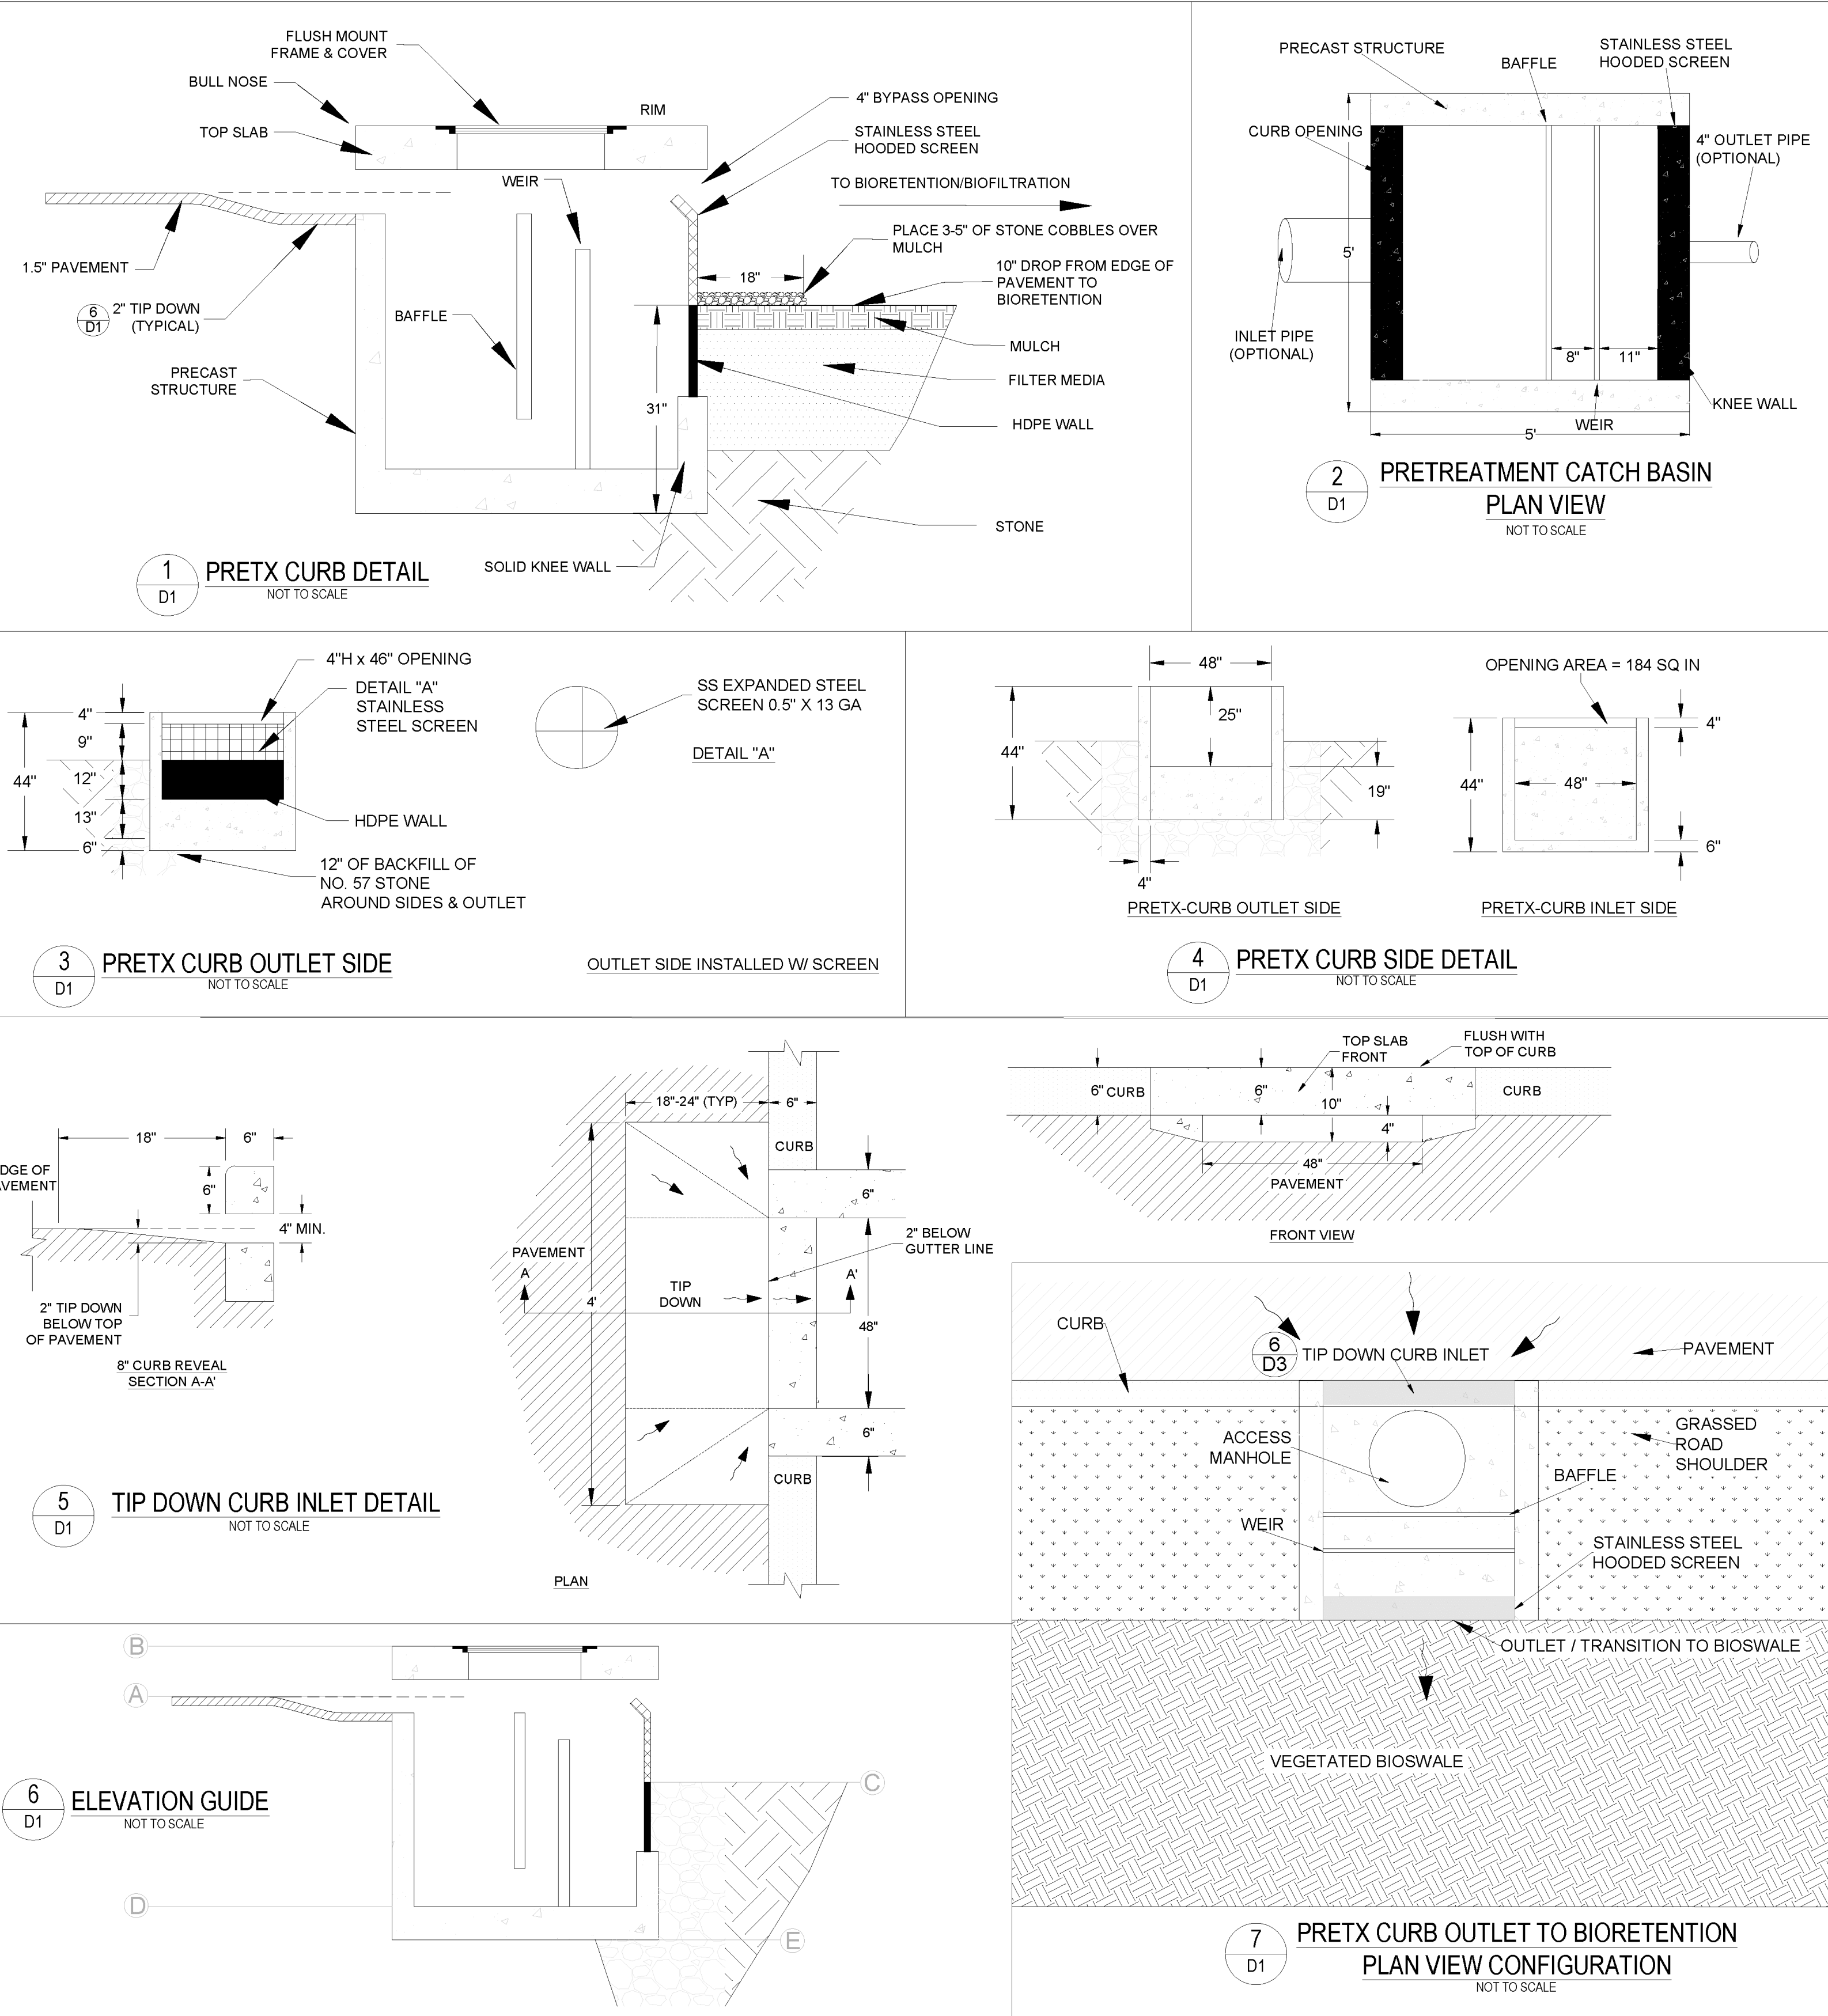 FLUSH MOUNT
FRAME & COVER
BULL NOSE
TOP SLAB
RIM
4" BYPASS OPENING
STAINLESS STEEL
HOODED SCREEN
WEIR
TO BIORETENTION/BIOFILTRATION
PLACE 3-5" OF STONE COBBLES OVER
MULCH
18"
10" DROP FROM EDGE OF
PAVEMENT TO
BIORETENTION
1.5" PAVEMENT
6
D1
2" TIP DOWN
(TYPICAL)
BAFFLE
MULCH
PRECAST
STRUCTURE
FILTER MEDIA
31"
HDPE WALL
STONE
SOLID KNEE WALL
1
D1
PRETX CURB DETAIL
NOT TO SCALE
PRECAST STRUCTURE
BAFFLE
STAINLESS STEEL
HOODED SCREEN
CURB OPENING
4" OUTLET PIPE
(OPTIONAL)
5'
INLET PIPE
(OPTIONAL)
8"
11"
KNEE WALL
WEIR
5'
2
D1
PRETREATMENT CATCH BASIN
PLAN VIEW
NOT TO SCALE
4"H x 46" OPENING
DETAIL "A"
STAINLESS
STEEL SCREEN
4"
9"
44"
12"
13"
6"
HDPE WALL
12" OF BACKFILL OF
NO. 57 STONE
AROUND SIDES & OUTLET
SS EXPANDED STEEL
SCREEN 0.5" X 13 GA
DETAIL "A"
3
D1
PRETX CURB OUTLET SIDE
NOT TO SCALE
OUTLET SIDE INSTALLED W/ SCREEN
48"
25"
44"
19"
4"
PRETX-CURB OUTLET SIDE
OPENING AREA = 184 SQ IN
4"
44"
48"
6"
PRETX-CURB INLET SIDE
4
D1
PRETX CURB SIDE DETAIL
NOT TO SCALE
18"
6"
DGE OF
AVEMENT
6"
4" MIN.
2" TIP DOWN
BELOW TOP
OF PAVEMENT
8" CURB REVEAL
SECTION A-A'
18"-24" (TYP)
6"
CURB
6"
2" BELOW
GUTTER LINE
PAVEMENT
A
A'
TIP
DOWN
4'
48"
6"
CURB
PLAN
5
D1
TIP DOWN CURB INLET DETAIL
NOT TO SCALE
TOP SLAB
FRONT
FLUSH WITH
TOP OF CURB
6" CURB
6"
10"
CURB
4"
48"
PAVEMENT
FRONT VIEW
CURB
6
D3
TIP DOWN CURB INLET
PAVEMENT
ACCESS
MANHOLE
GRASSED
ROAD
SHOULDER
BAFFLE
WEIR
STAINLESS STEEL
HOODED SCREEN
OUTLET / TRANSITION TO BIOSWALE
VEGETATED BIOSWALE
7
D1
PRETX CURB OUTLET TO BIORETENTION
PLAN VIEW CONFIGURATION
NOT TO SCALE
B
A
C
D
E
6
D1
ELEVATION GUIDE
NOT TO SCALE